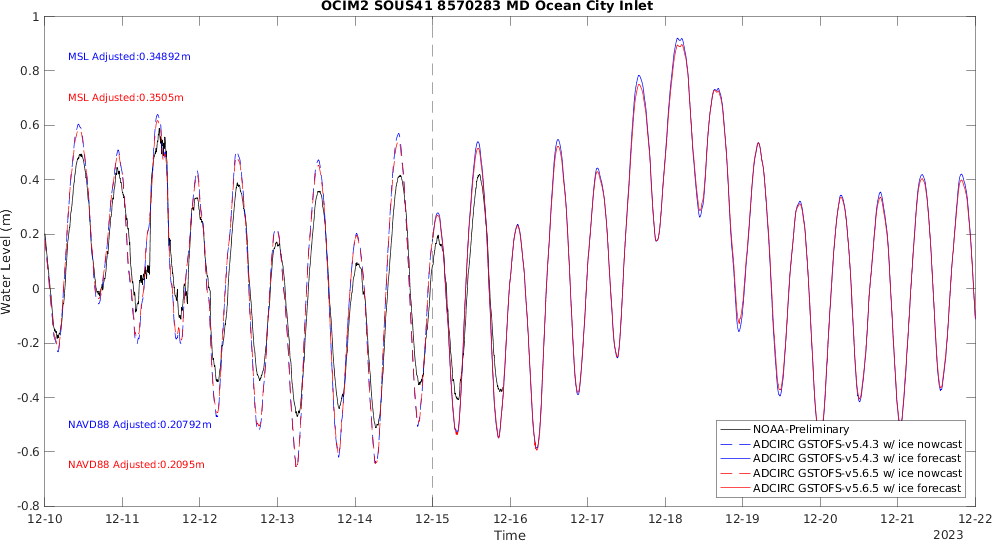 OCIM2 SOUS41 8570283 MD Ocean City Inlet
1
0.8
0.6
0.4
0.2
0
-0.2
-0.4
-0.6
-0.8
Water Level (m)
MSL Adjusted:0.34892m
MSL Adjusted:0.3505m
NAVD88 Adjusted:0.20792m
NAVD88 Adjusted:0.2095m
NOAA-Preliminary
ADCIRC GSTOFS-v5.4.3 w/ ice nowcast
ADCIRC GSTOFS-v5.4.3 w/ ice forecast
ADCIRC GSTOFS-v5.6.5 w/ ice nowcast
ADCIRC GSTOFS-v5.6.5 w/ ice forecast
12-10 12-11 12-12 12-13 12-14 12-15 12-16 12-17 12-18 12-19 12-20 12-21 12-22
Time
2023